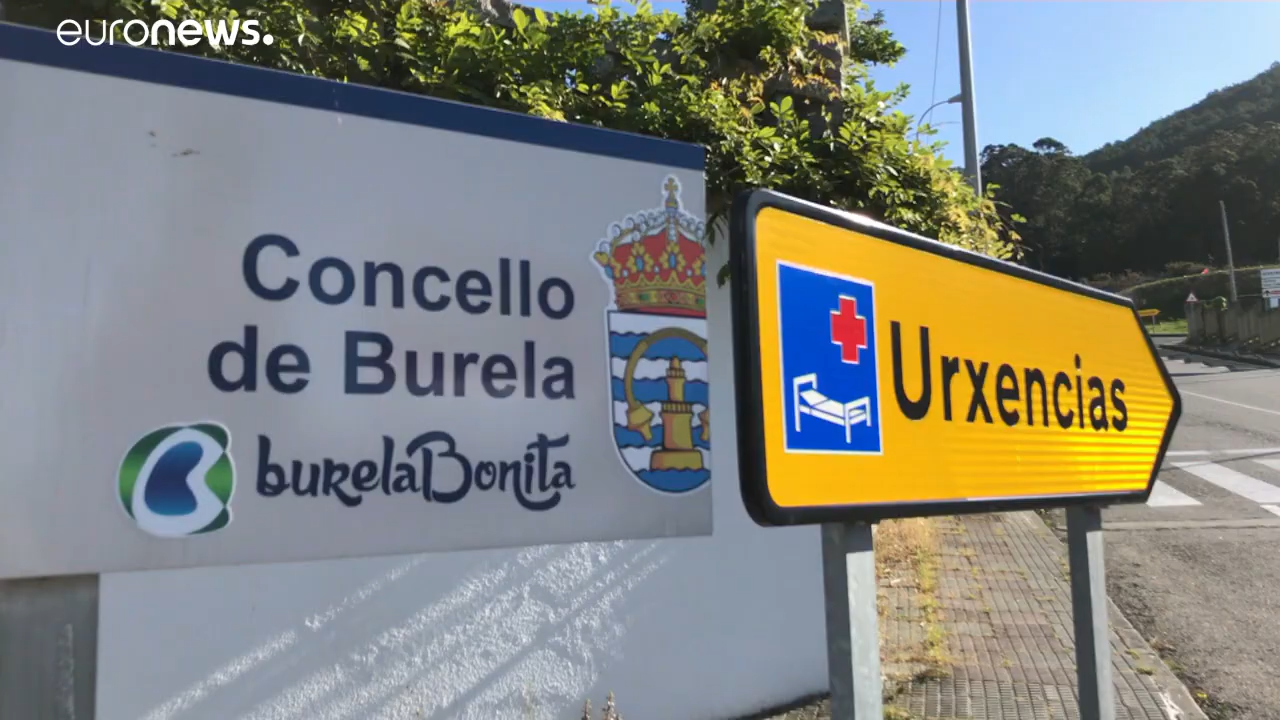 euronews.
Concello
de Burela
burelaBonita
Urxencias